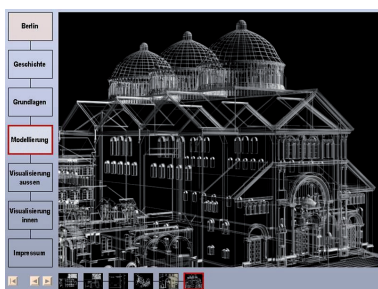 Berlin
Geschichte
Grundlagen
Modellierung
Visualisierung
aussen
Visualisierung
innen
Impressum